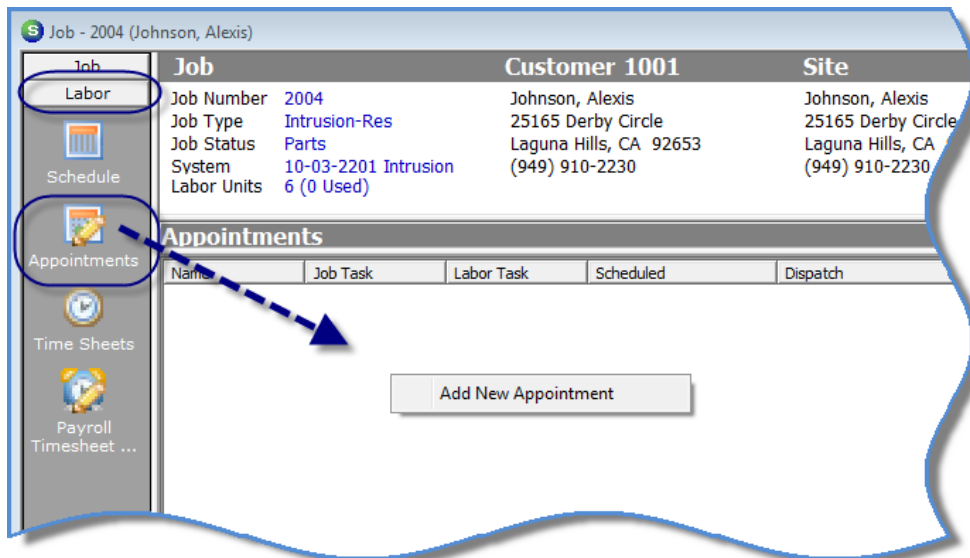 S Job - 2004 (Johnson, Alexis)
Job
Labor
Schedule
Appointments
Time Sheets
Payroll
Timesheet ...
Job Customer 1001 Site
Job Number 2004 Johnson, Alexis Johnson, Alexis
Job Type Intrusion-Res 25165 Derby Circle 25165 Derby Circle
Job Status Parts Laguna Hills, CA 92653 Laguna Hills, CA
System 10-03-2201 Intrusion (949) 910-2230 (949) 910-2230
Labor Units 6 (0 Used)
Appointments
Name Job Task Labor Task Scheduled Dispatch
Add New Appointment